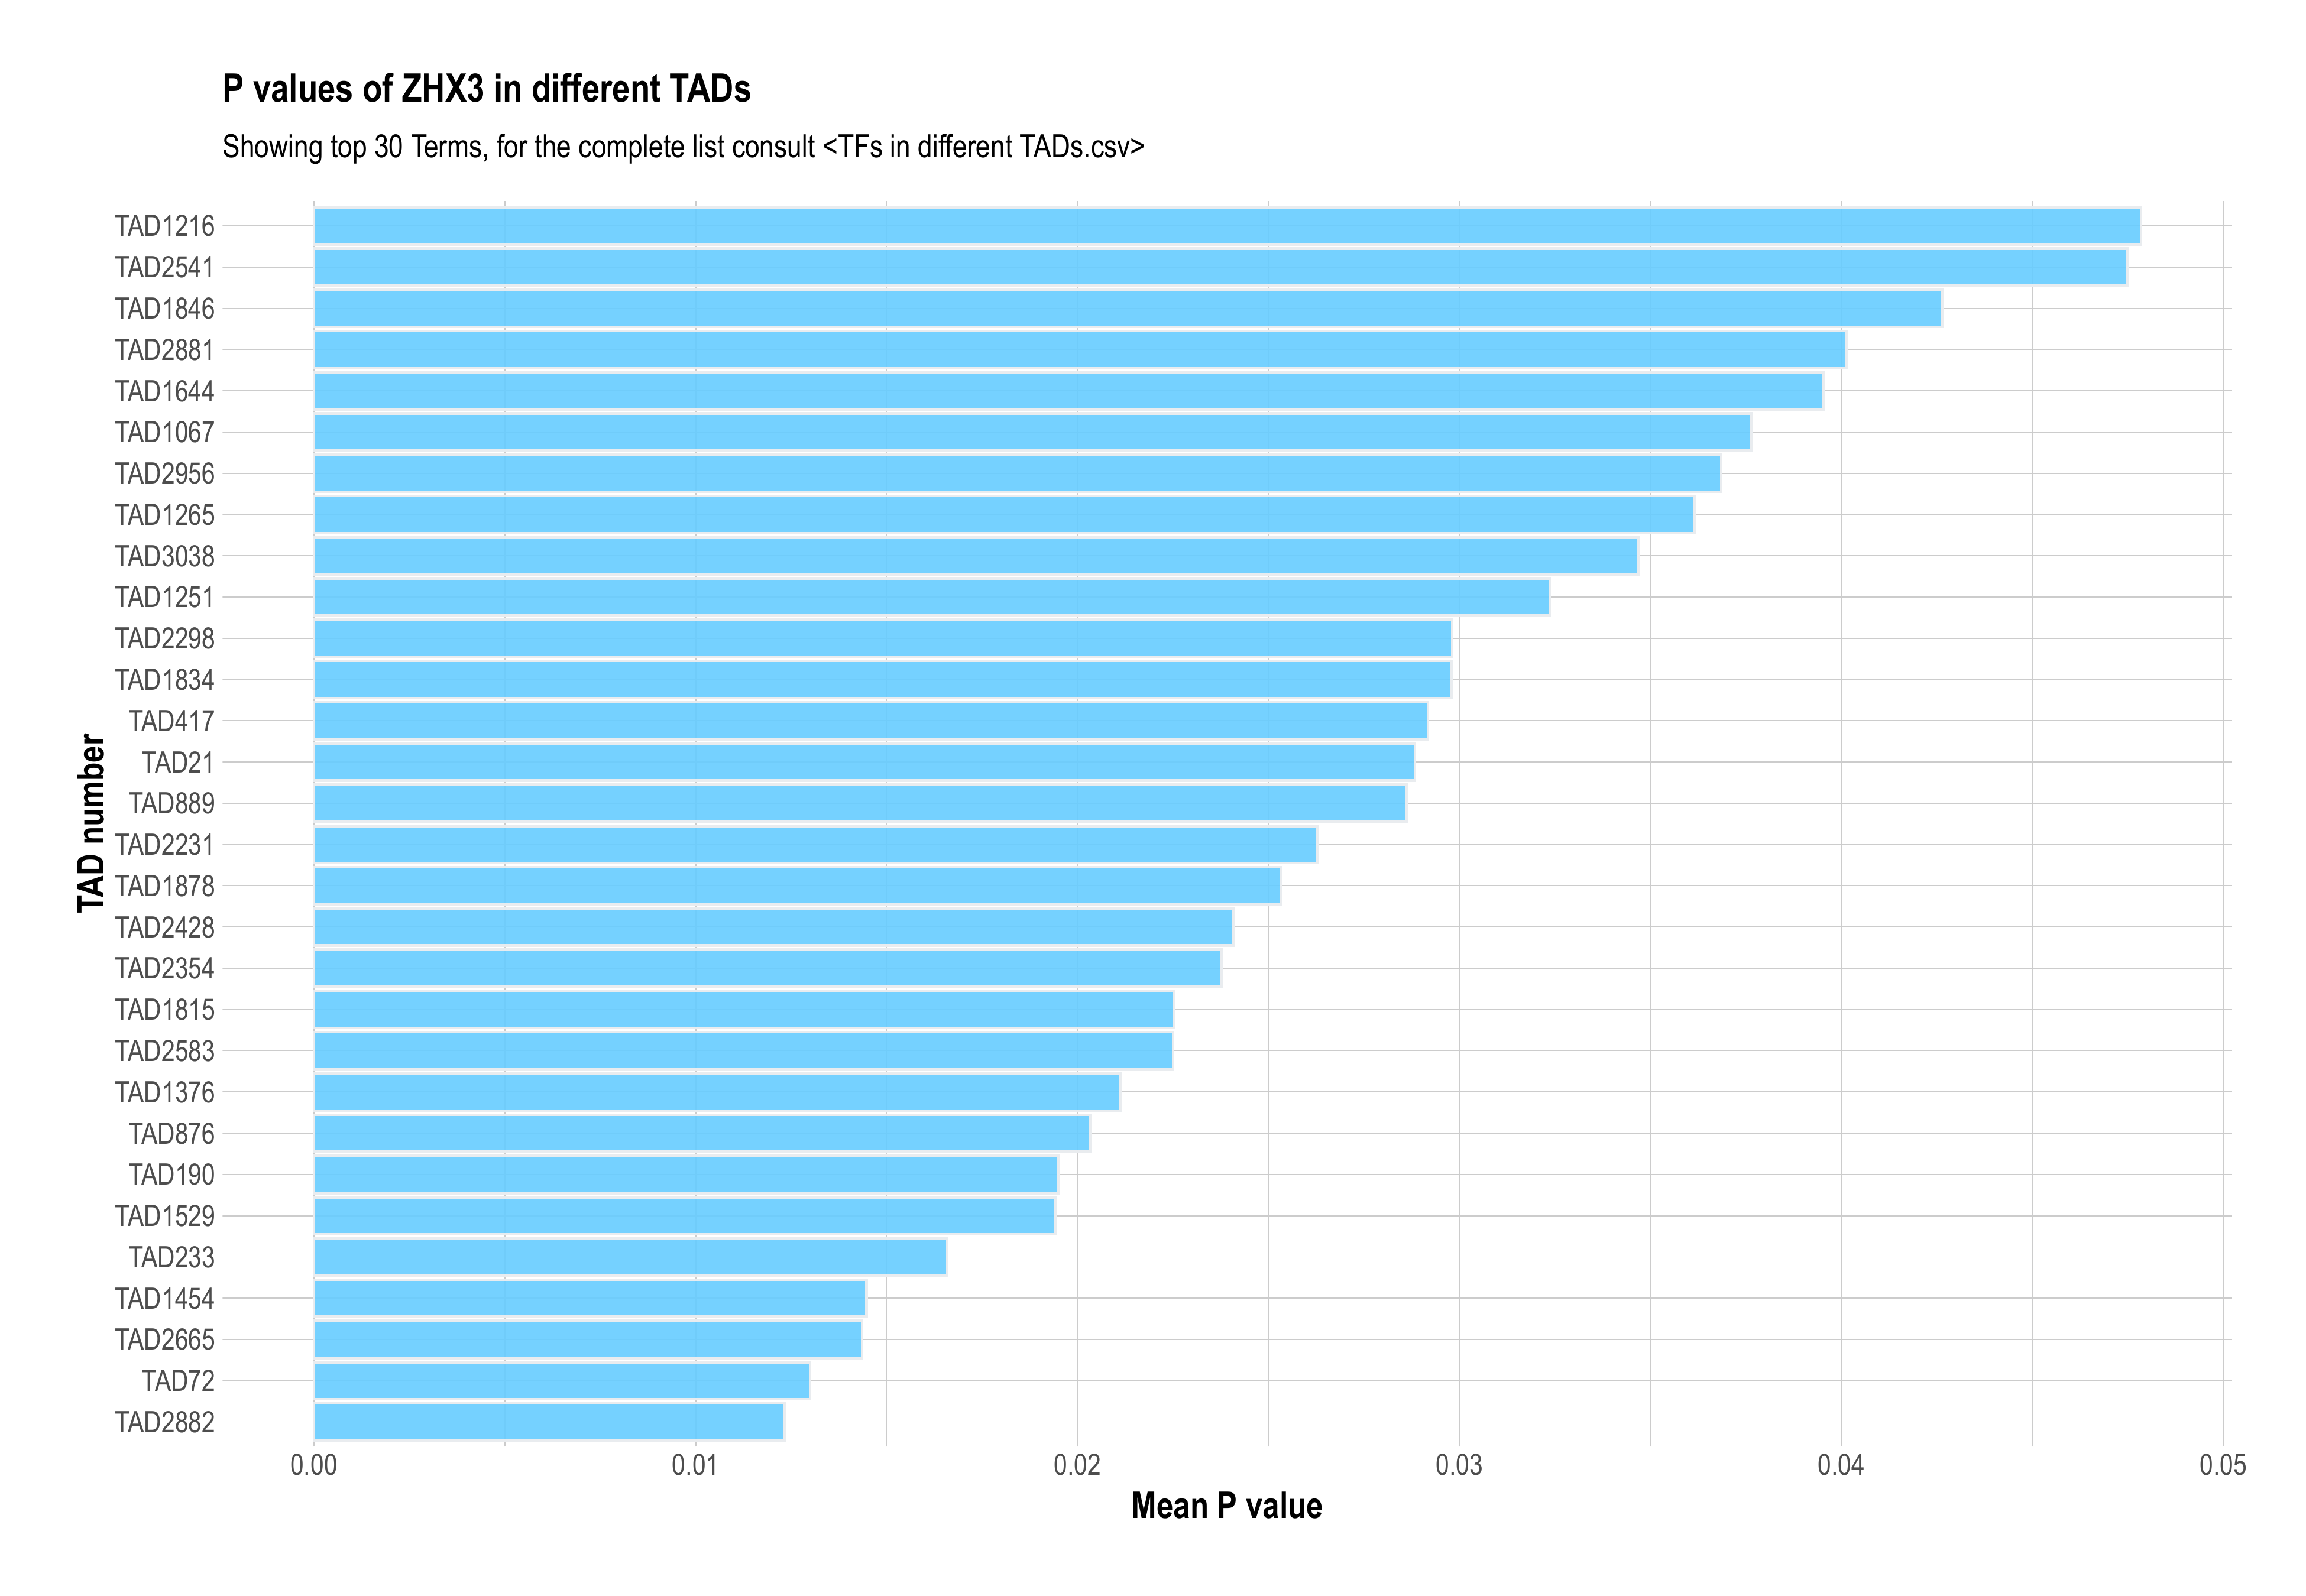 P values of ZHX3 in different TADs
Showing top 30 Terms, for the complete list consult <TFs in different TADs.csv>
TAD number
TAD1216
TAD2541
TAD1846
TAD2881
TAD1644
TAD1067
TAD2956
TAD1265
TAD3038
TAD1251
TAD2298
TAD1834
TAD417
TAD21
TAD889
TAD2231
TAD1878
TAD2428
TAD2354
TAD1815
TAD2583
TAD1376
TAD876
TAD190
TAD1529
TAD233
TAD1454
TAD2665
TAD72
TAD2882
0.00 0.01 0.02 0.03 0.04 0.05
Mean P value